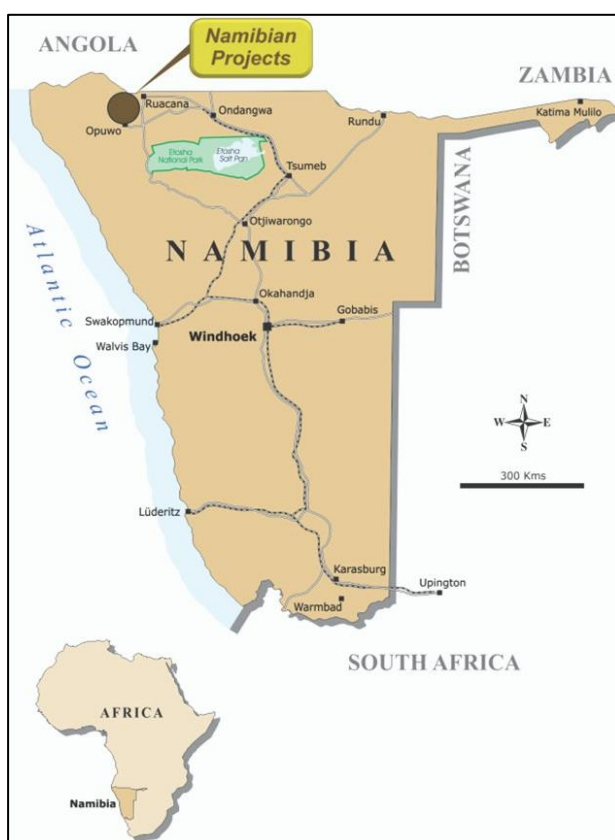 ANGOLA
Namibian
Projects
ZAMBIA
Ruacana
Ondangwa
Rundu
Katima Mulilo
Opuwo
Etosha
National Park
Etosha
Salt Pan
Tsumeb
BOTSWANA
Otjiwarongo
NAMIBIA
Atlantic Ocean
Okahandja
Swakopmund
Gobabis
Windhoek
Walvis Bay
N
W
E
S
300 Kms
Lüderitz
Karasburg
Upington
Warmbad
SOUTH AFRICA
AFRICA
Namibia